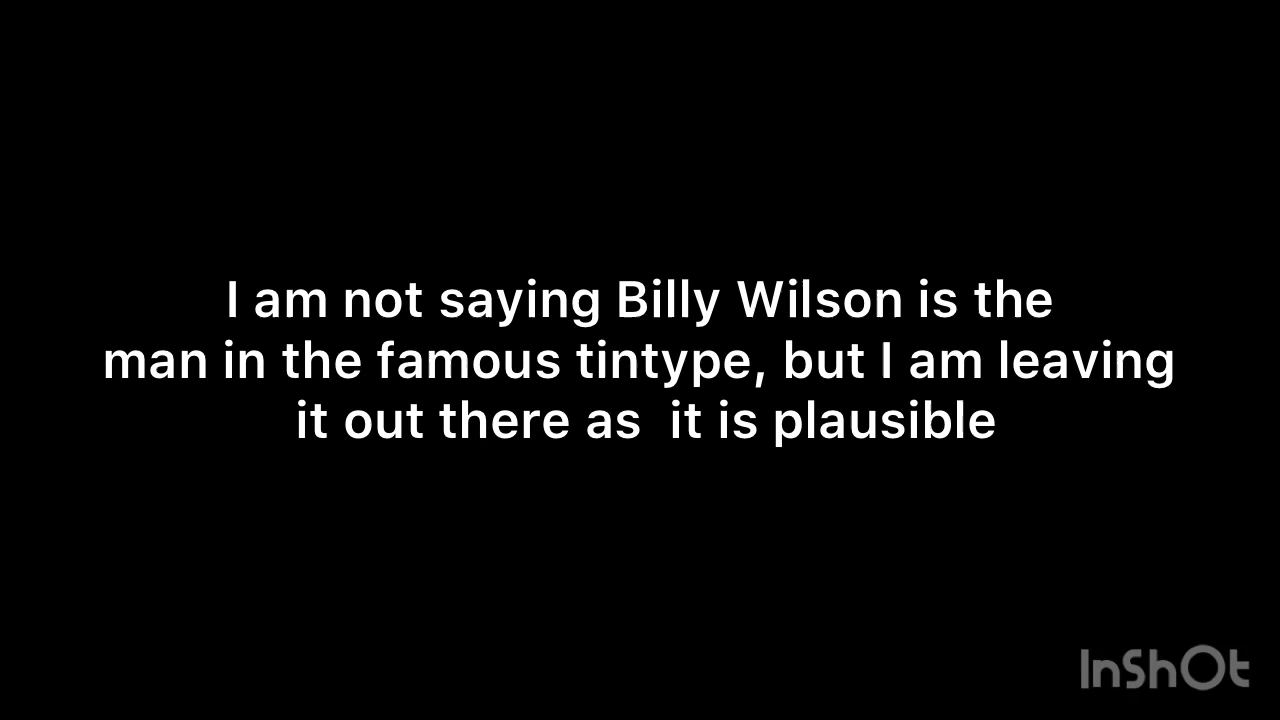 I am not saying Billy Wilson is the
man in the famous tintype, but I am leaving
it out there as  it is plausible
InShOt